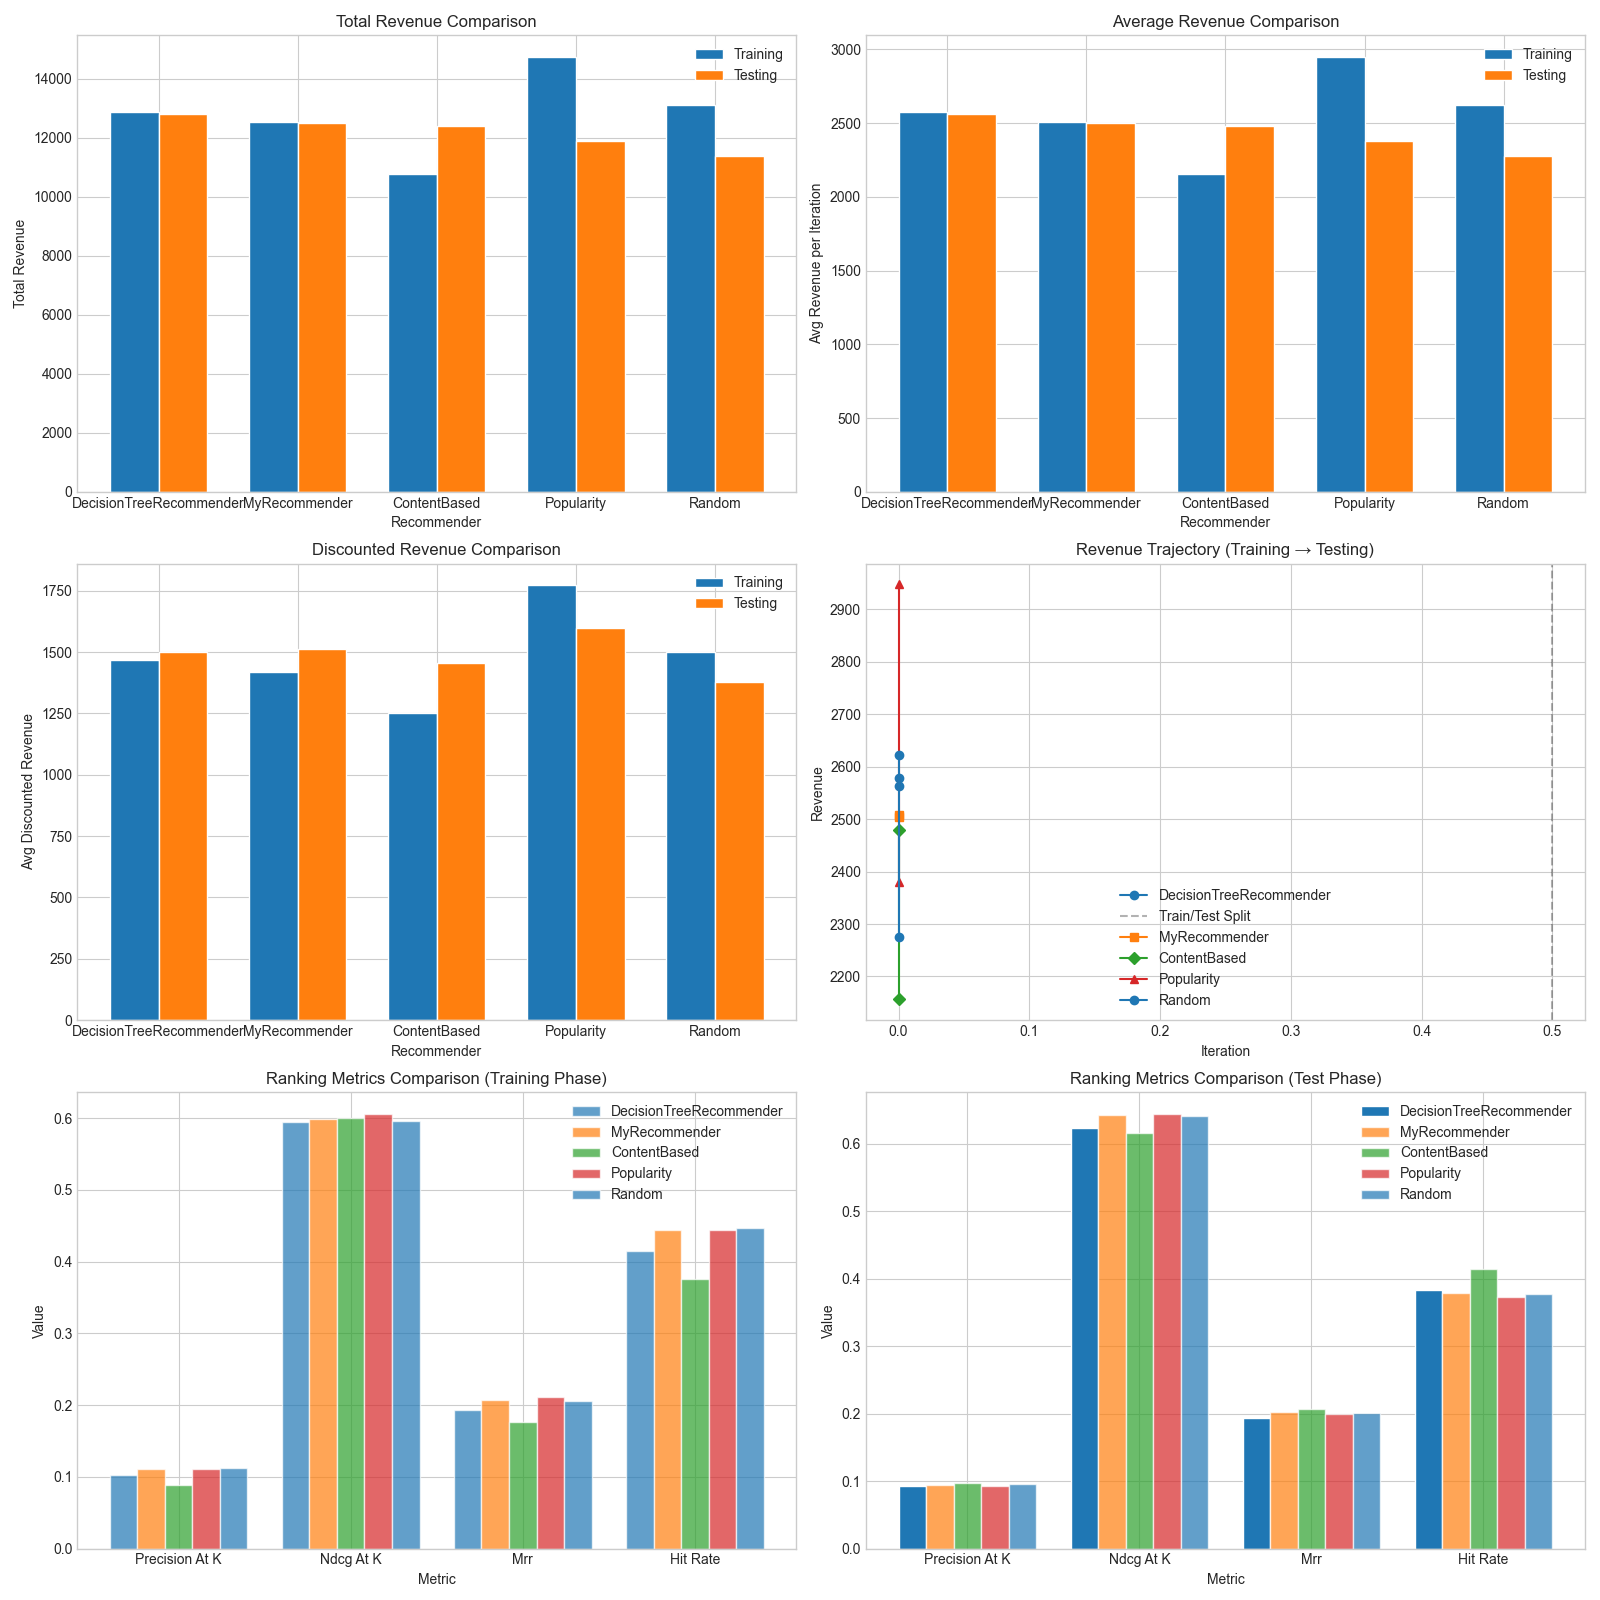 Total Revenue Comparison
Total Revenue
14000
12000
10000
8000
6000
4000
2000
0
Training
Testing
DecisionTreeRecommender MyRecommender ContentBased Popularity Random
Recommender
Average Revenue Comparison
Avg Revenue per Iteration
3000
2500
2000
1500
1000
500
0
Training
Testing
DecisionTreeRecommender MyRecommender ContentBased Popularity Random
Recommender
Discounted Revenue Comparison
Avg Discounted Revenue
1750
1500
1250
1000
750
500
250
0
Training
Testing
DecisionTreeRecommender MyRecommender ContentBased Popularity Random
Recommender
Revenue Trajectory (Training → Testing)
Revenue
2900
2800
2700
2600
2500
2400
2300
2200
DecisionTreeRecommender
Train/Test Split
MyRecommender
ContentBased
Popularity
Random
0.0 0.1 0.2 0.3 0.4 0.5
Iteration
Ranking Metrics Comparison (Training Phase)
Value
0.6
0.5
0.4
0.3
0.2
0.1
0.0
DecisionTreeRecommender
MyRecommender
ContentBased
Popularity
Random
Precision At K Ndcg At K Mrr Hit Rate
Metric
Ranking Metrics Comparison (Test Phase)
Value
0.6
0.5
0.4
0.3
0.2
0.1
0.0
DecisionTreeRecommender
MyRecommender
ContentBased
Popularity
Random
Precision At K Ndcg At K Mrr Hit Rate
Metric